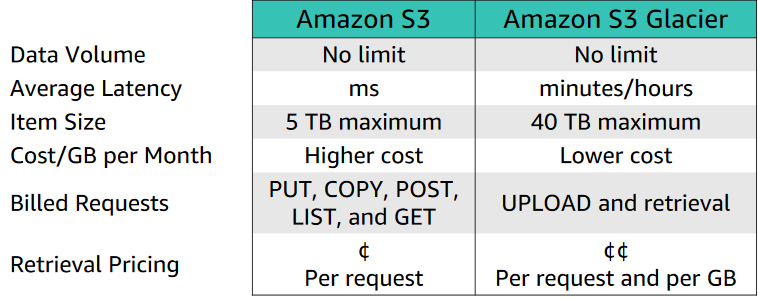 Amazon S3 Amazon S3 Glacier
Data Volume No limit No limit
Average Latency ms minutes/hours
Item Size 5 TB maximum 40 TB maximum
Cost/GB per Month Higher cost Lower cost
Billed Requests PUT, COPY, POST, LIST, and GET UPLOAD and retrieval
Retrieval Pricing ¢ Per request ¢¢ Per request and per GB